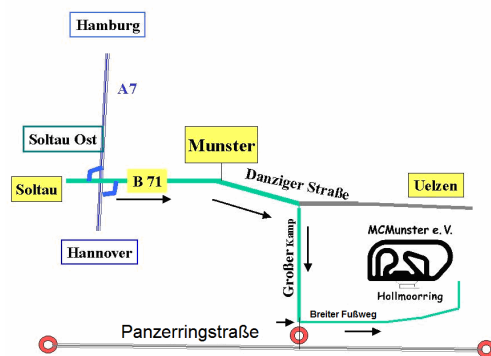 Hamburg
A7
Soltau Ost
Munster
Soltau
B 71
Danziger Straße
Uelzen
Hannover
Großer Kamp
MCMunster e. V.
Hollmoorring
Breiter Fußweg
Panzerringstraße